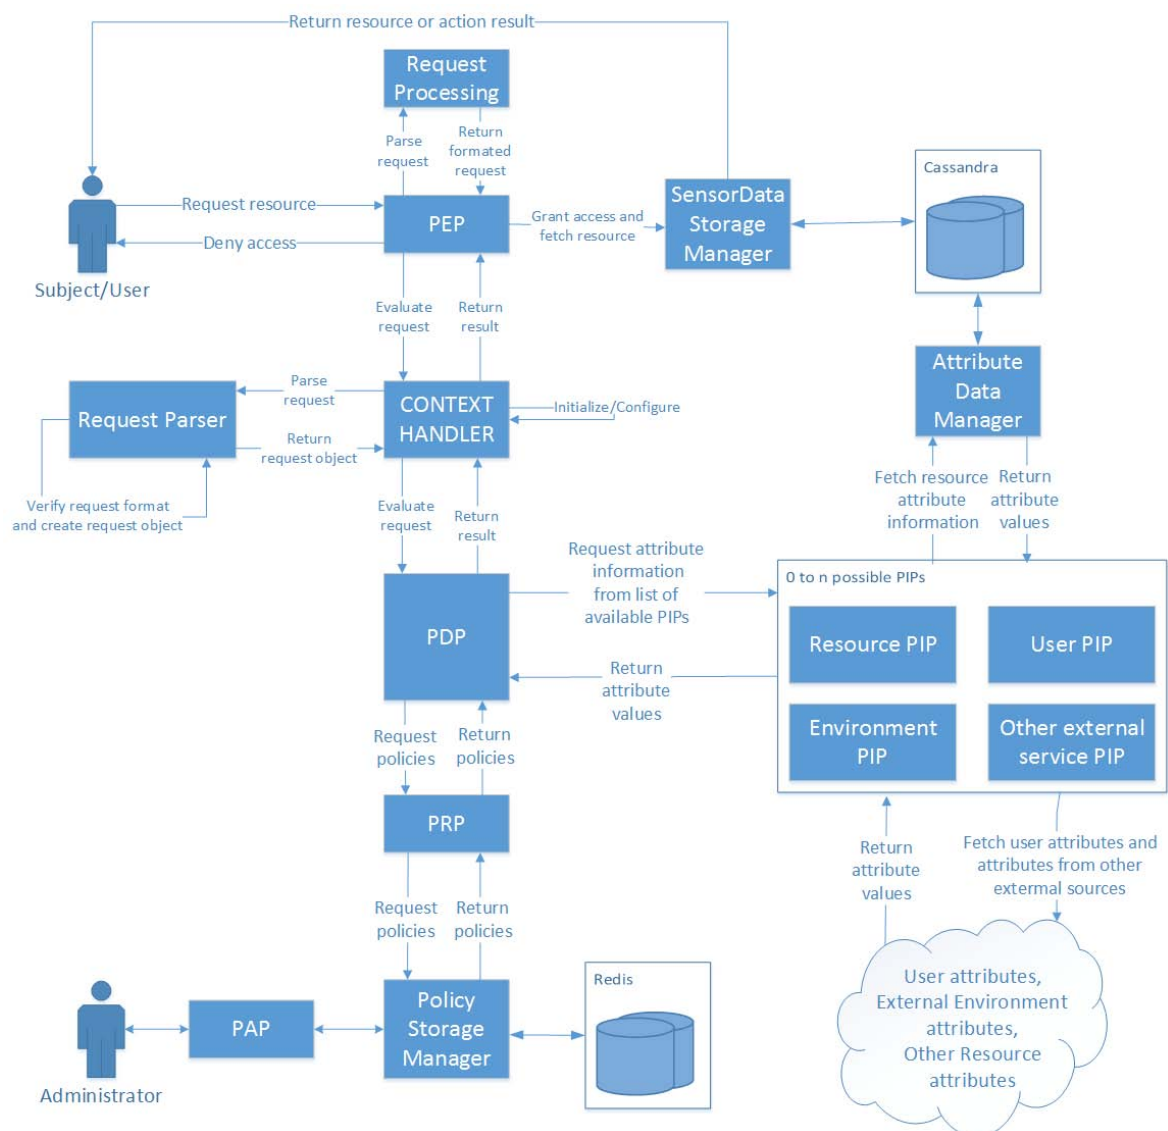 Return resource or action result
Request
Processing
Parse
request
Return
formated
request
Cassandra
Request resource
Deny access
PEP
Grant access and
fetch resource
SensorData
Storage
Manager
Subject/User
Evaluate
request
Return
result
Attribute
Data
Manager
Request Parser
Parse
request
Return
request object
CONTEXT
HANDLER
Initialize/Configure
Verify request format
and create request object
Evaluate
request
Return
result
Fetch resource
attribute
information
Return
attribute
values
Request attribute
information
from list of
available PIPs
0 to n possible PIPs
PDP
Resource PIP
User PIP
Return
attribute
values
Environment
PIP
Other external
service PIP
Request
policies
Return
policies
PRP
Return
attribute
values
Fetch user attributes and
attributes from other
extermal sources
Request
policies
Return
policies
Redis
User attributes,
External Environment
attributes,
Other Resource
attributes
PAP
Policy
Storage
Manager
Administrator